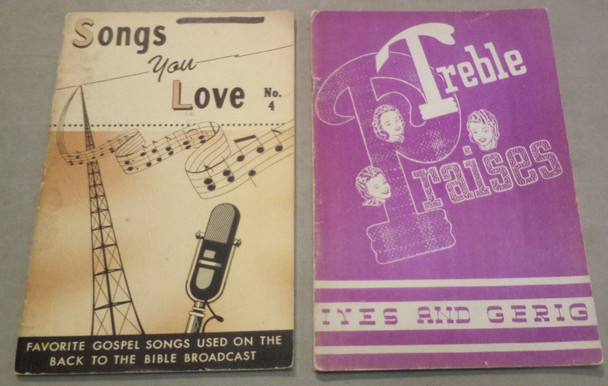 Songs
You
Love No.
4
FAVORITE GOSPEL SONGS USED ON THE
BACK TO THE BIBLE BROADCAST
Treble
Praises
IYES AND GERIG